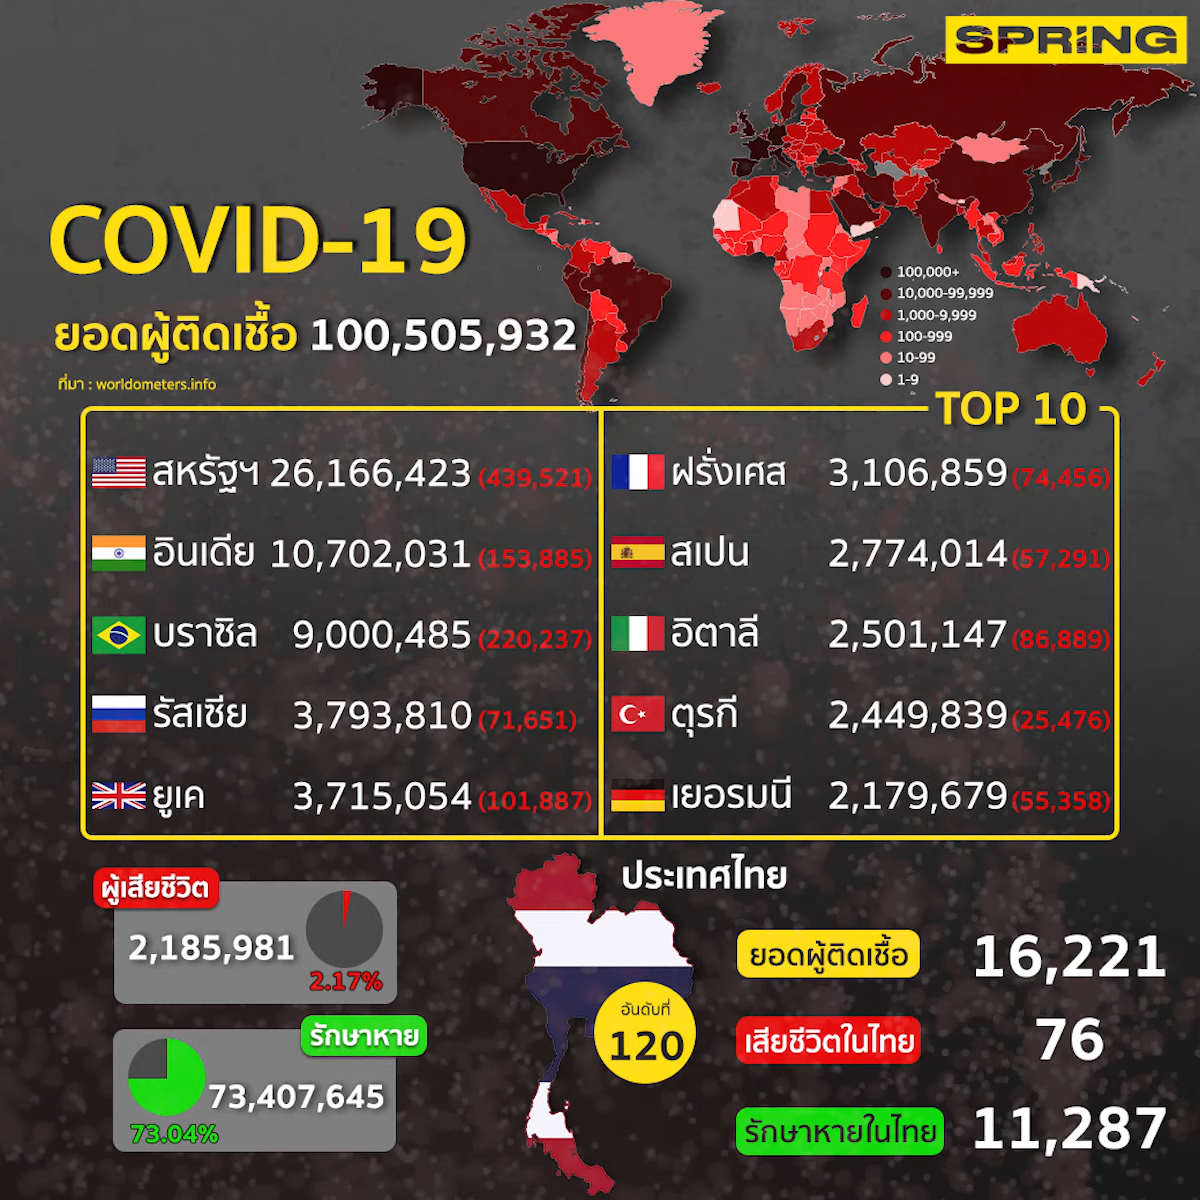 SPRiNG
COVID-19
ยอดผู้ติดเชื้อ 100,505,932
ที่มา : worldometers.info
100,000+
10,000-99,999
1,000-9,999
100-999
10-99
1-9
TOP 10
สหรัฐฯ 26,166,423 (439,521)
อินเดีย 10,702,031 (153,885)
บราซิล 9,000,485 (220,237)
รัสเซีย 3,793,810 (71,651)
ยูเค 3,715,054 (101,887)
ฝรั่งเศส 3,106,859 (74,456)
สเปน 2,774,014 (57,291)
อิตาลี 2,501,147 (86,889)
ตุรกี 2,449,839 (25,476)
เยอรมนี 2,179,679 (55,358)
ผู้เสียชีวิต
2,185,981
2.17%
รักษาหาย
73,407,645
73.04%
ประเทศไทย
อันดับที่
120
ยอดผู้ติดเชื้อ 16,221
เสียชีวิตในไทย 76
รักษาหายในไทย 11,287